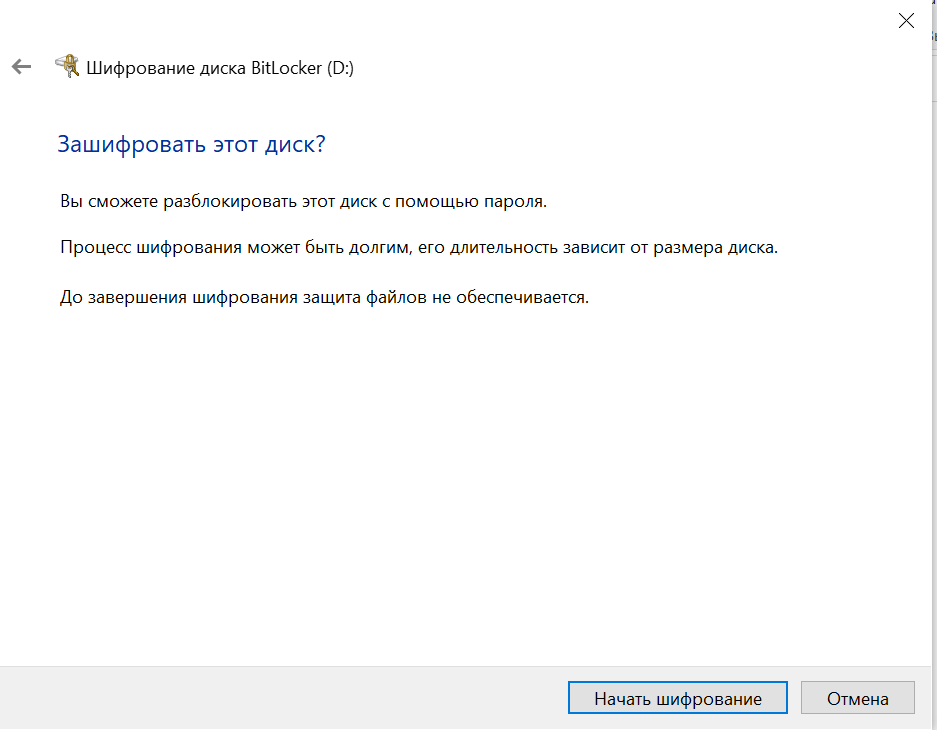 Шифрование диска BitLocker (D:)
Зашифровать этот диск?
Вы сможете разблокировать этот диск с помощью пароля.
Процесс шифрования может быть долгим, его длительность зависит от размера диска.
До завершения шифрования защита файлов не обеспечивается.
Начать шифрование
Отмена